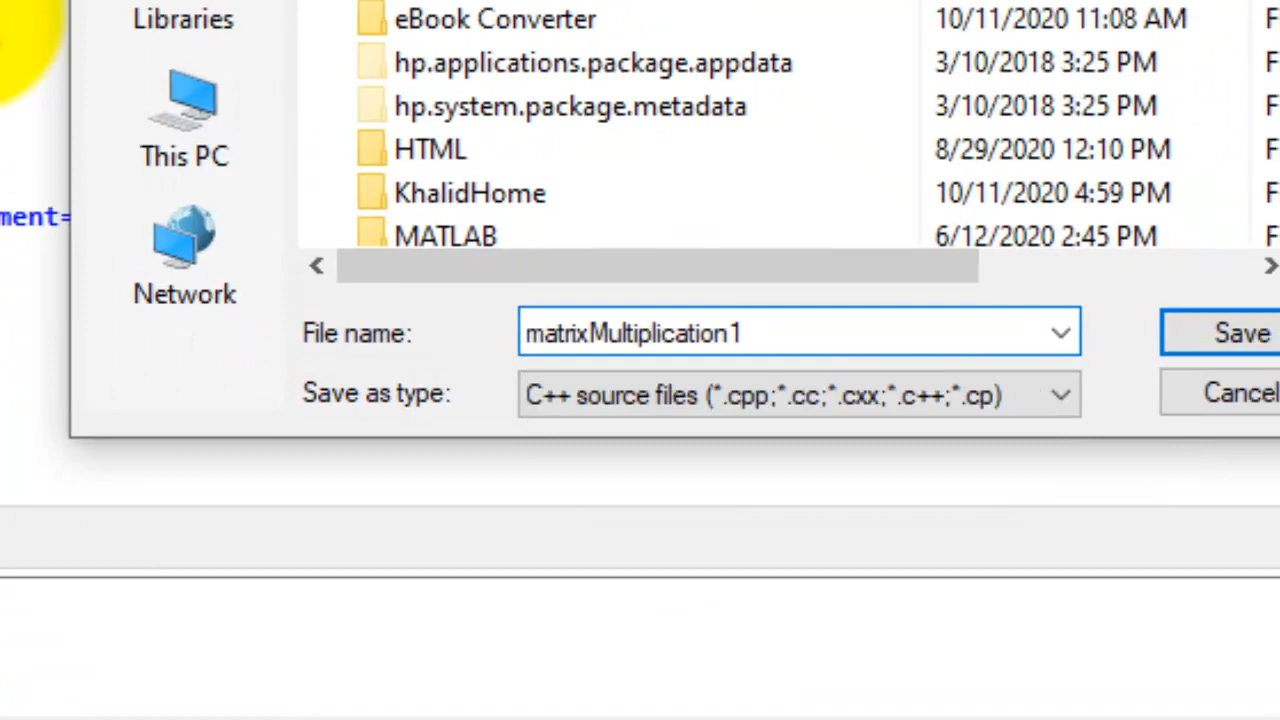 Libraries
eBook Converter 10/11/2020 11:08 AM F
hp.applications.package.appdata 3/10/2018 3:25 PM F
hp.system.package.metadata 3/10/2018 3:25 PM F
This PC
HTML 8/29/2020 12:10 PM F
KhalidHome 10/11/2020 4:59 PM F
ment=
MATLAB 6/12/2020 2:45 PM F
Network
File name: matrixMultiplication1 Save
Save as type: C++ source files (*.cpp;*.cc;*.cxx;*.c++;*.cp) Cancel